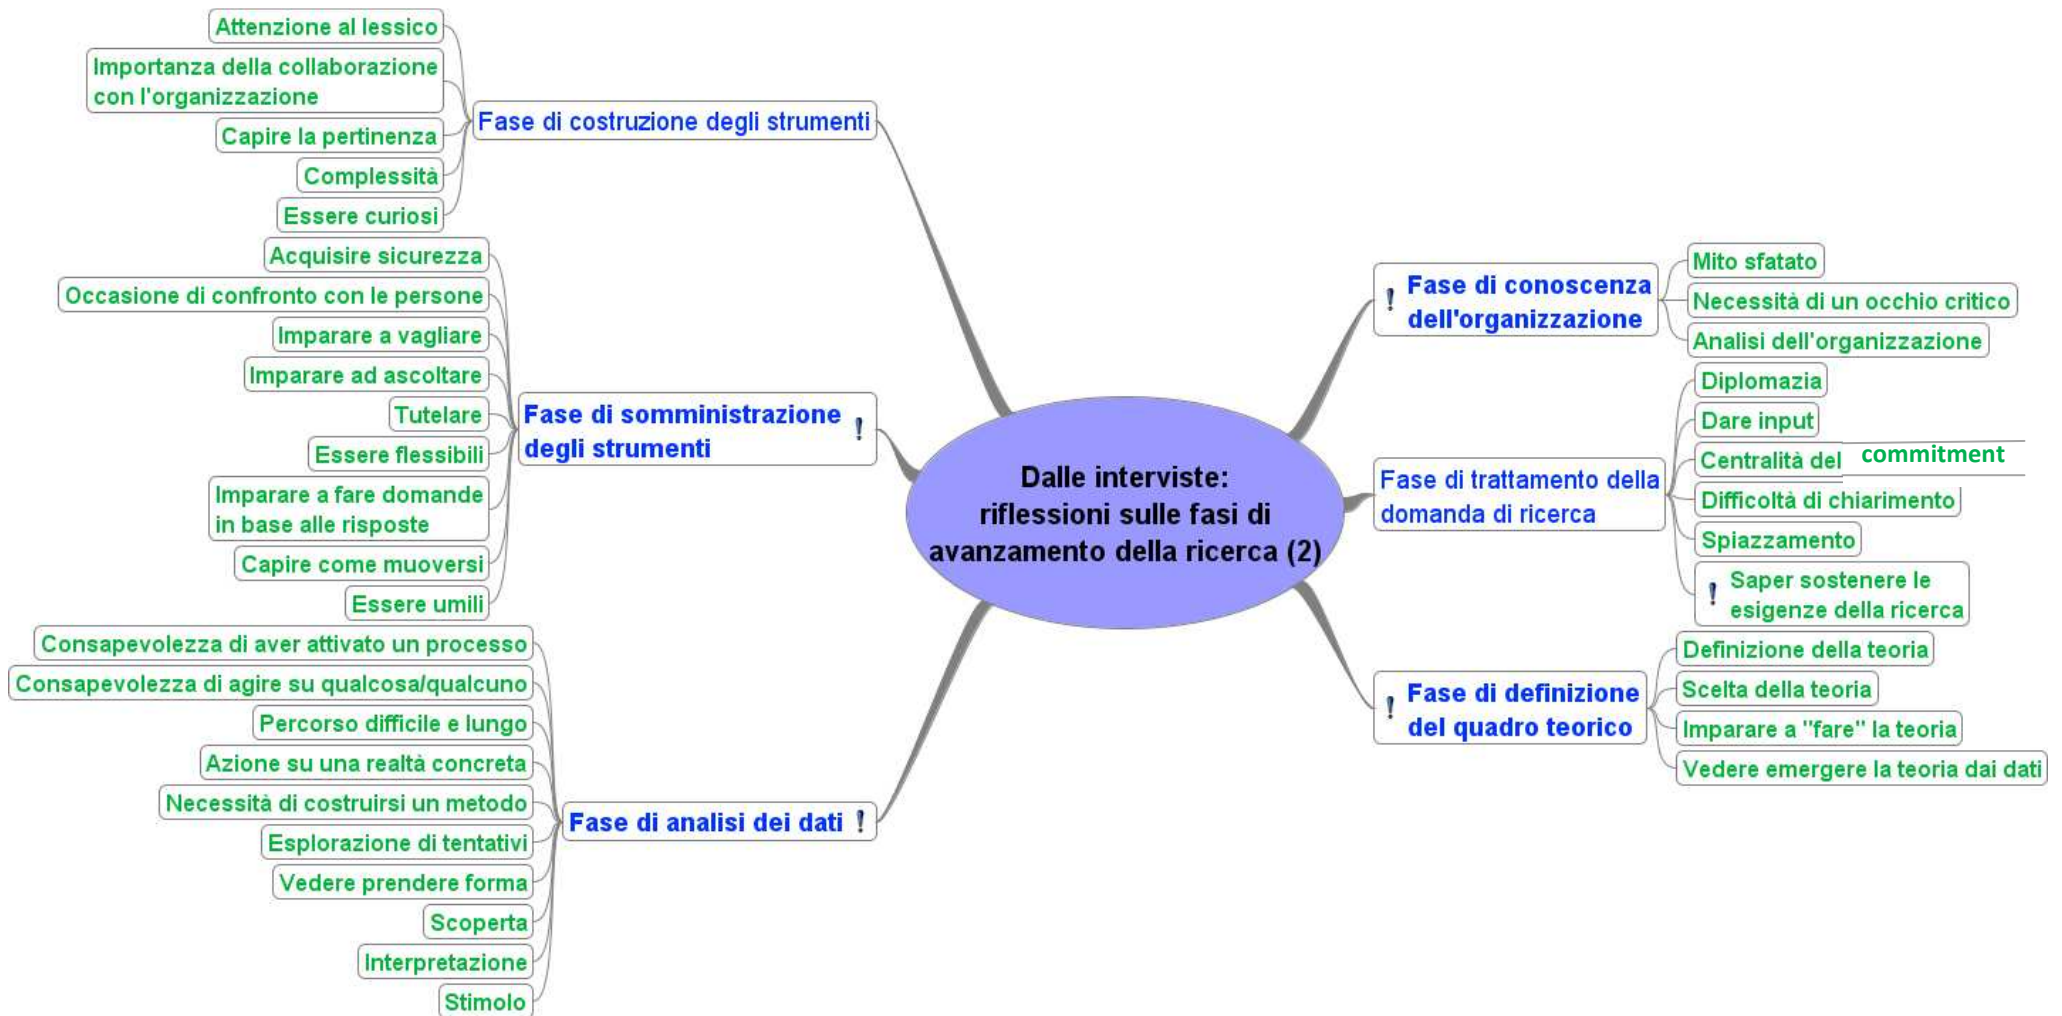 Attenzione al lessico
Importanza della collaborazione
con l'organizzazione
Capire la pertinenza
Complessità
Essere curiosi
Fase di costruzione degli strumenti
Acquisire sicurezza
Occasione di confronto con le persone
Imparare a vagliare
Imparare ad ascoltare
Tutelare
Essere flessibili
Imparare a fare domande
in base alle risposte
Capire come muoversi
Essere umili
Fase di somministrazione
degli strumenti
Consapevolezza di aver attivato un processo
Consapevolezza di agire su qualcosa/qualcuno
Percorso difficile e lungo
Azione su una realtà concreta
Necessità di costruirsi un metodo
Esplorazione di tentativi
Vedere prendere forma
Scoperta
Interpretazione
Stimolo
Fase di analisi dei dati
Dalle interviste:
riflessioni sulle fasi di
avanzamento della ricerca (2)
Fase di conoscenza
dell'organizzazione
Mito sfatato
Necessità di un occhio critico
Analisi dell'organizzazione
Fase di trattamento della
domanda di ricerca
Diplomazia
Dare input
Centralità del commitment
Difficoltà di chiarimento
Spiazzamento
Saper sostenere le
esigenze della ricerca
Fase di definizione
del quadro teorico
Definizione della teoria
Scelta della teoria
Imparare a "fare" la teoria
Vedere emergere la teoria dai dati